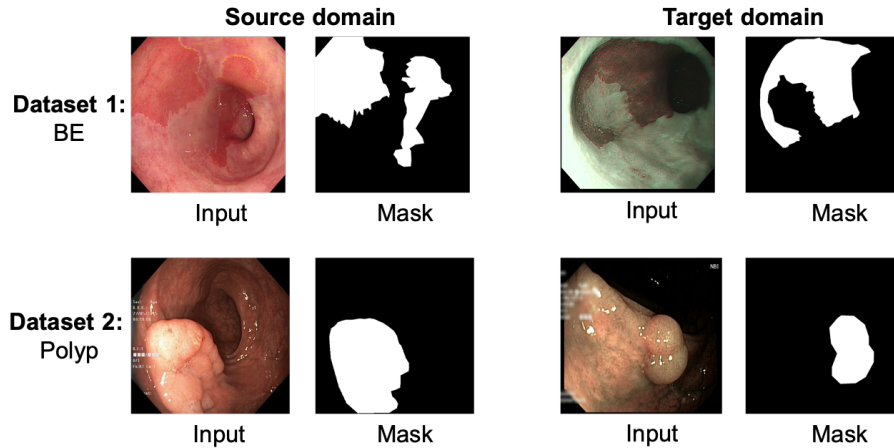 Source domain
Target domain
Dataset 1:
BE
Input
Mask
Input
Mask
Dataset 2:
Polyp
NBI
Input
Mask
Input
Mask